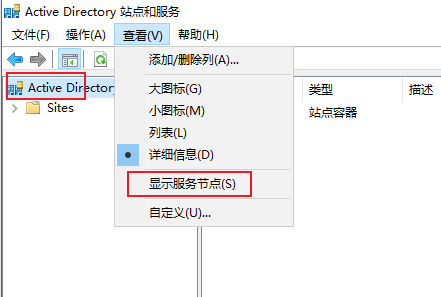 Active Directory 站点和服务
文件(F) 操作(A) 查看(V) 帮助(H)
添加/删除列(A)...
Active Directory 大图标(G) 类型 描述
Sites 小图标(M) 站点容器
列表(L)
详细信息(D)
显示服务节点(S)
自定义(U)...